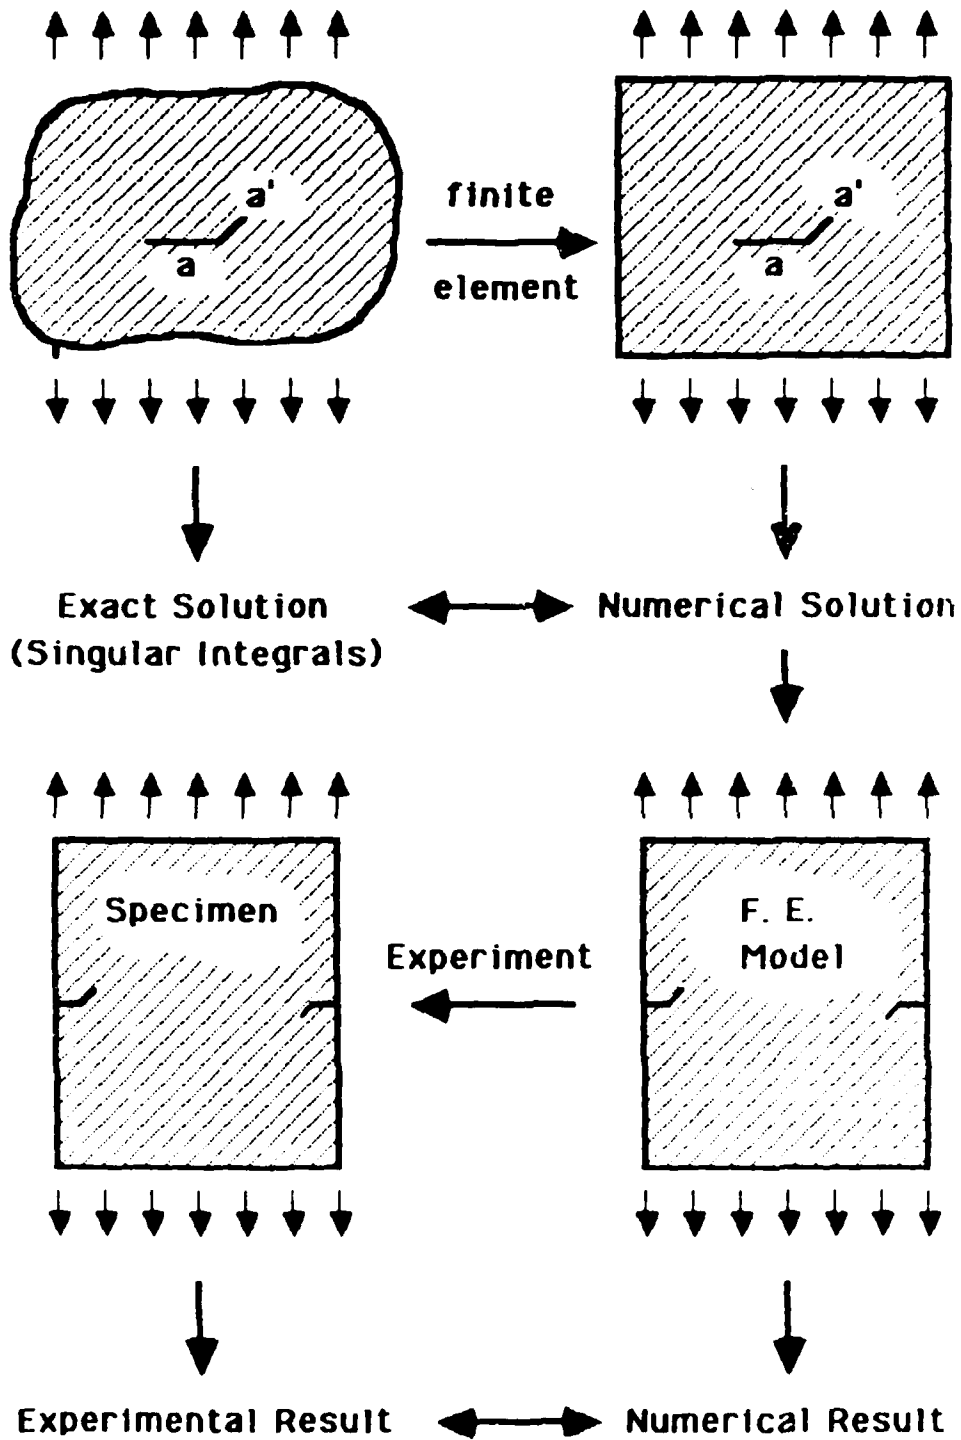 a'
a
finite
element
a'
a
Exact Solution
(Singular Integrals)
Numerical Solution
Specimen
Experiment
F. E.
Model
Experimental Result
Numerical Result